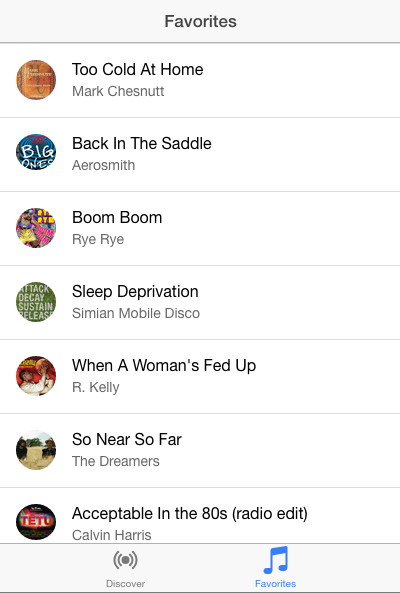 Favorites
Too Cold At Home
Mark Chesnutt
BIG
ONES
Back In The Saddle
Aerosmith
Boom Boom
Rye Rye
ATTACK
DECAY
SUSTAIN
RELEASE
Sleep Deprivation
Simian Mobile Disco
When A Woman's Fed Up
R. Kelly
So Near So Far
The Dreamers
Acceptable In the 80s (radio edit)
Calvin Harris
Discover
Favorites